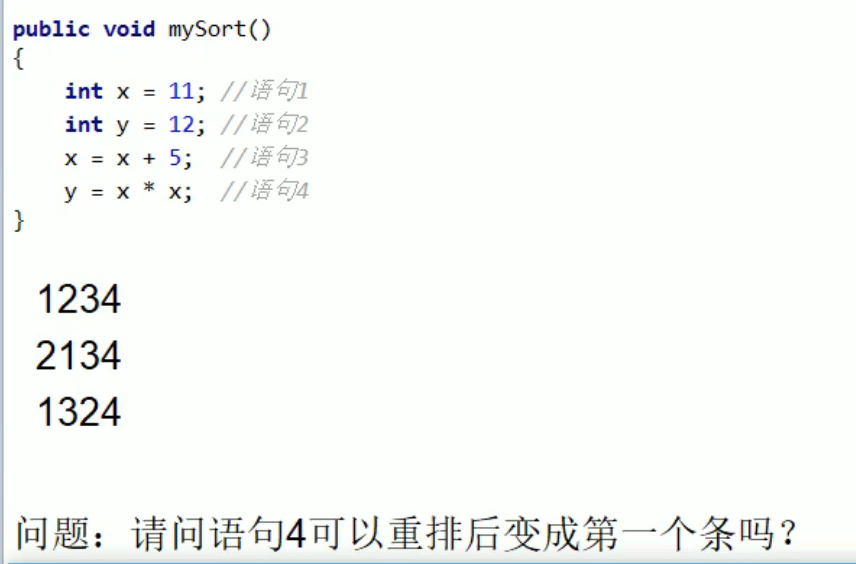 public void mySort()
{
    int x = 11; //语句1
    int y = 12; //语句2
    x = x + 5;  //语句3
    y = x * x;  //语句4
}
1234
2134
1324
问题：请问语句4可以重排后变成第一个条吗？